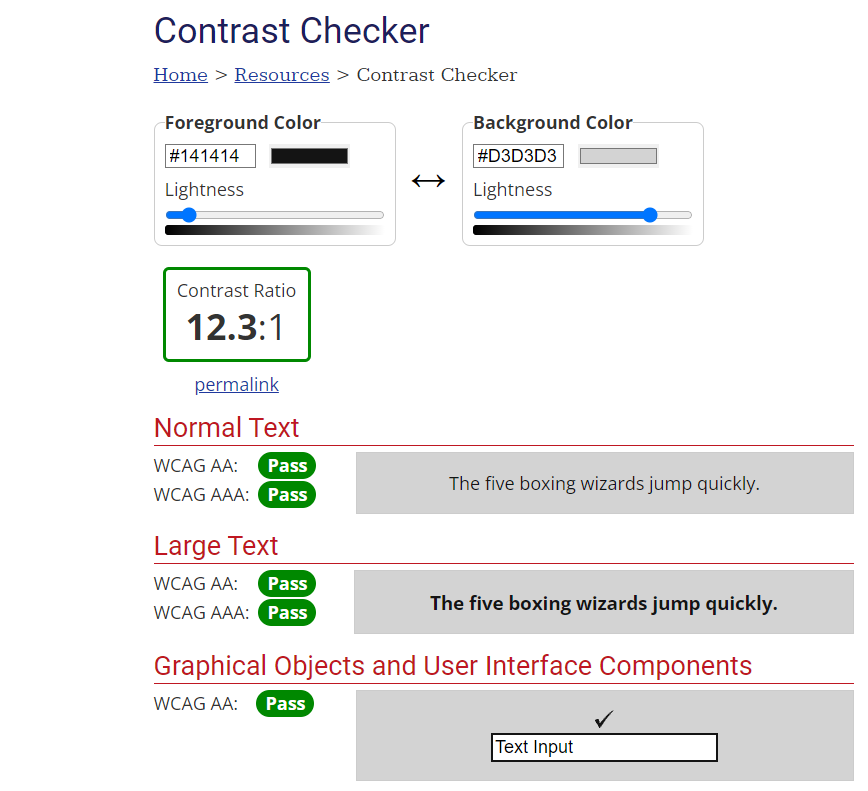 Contrast Checker
Home > Resources > Contrast Checker
Foreground Color
#141414
Lightness
Background Color
#D3D3D3
Lightness
Contrast Ratio
12.3:1
permalink
Normal Text
WCAG AA: Pass
WCAG AAA: Pass
The five boxing wizards jump quickly.
Large Text
WCAG AA: Pass
WCAG AAA: Pass
The five boxing wizards jump quickly.
Graphical Objects and User Interface Components
WCAG AA: Pass
Text Input